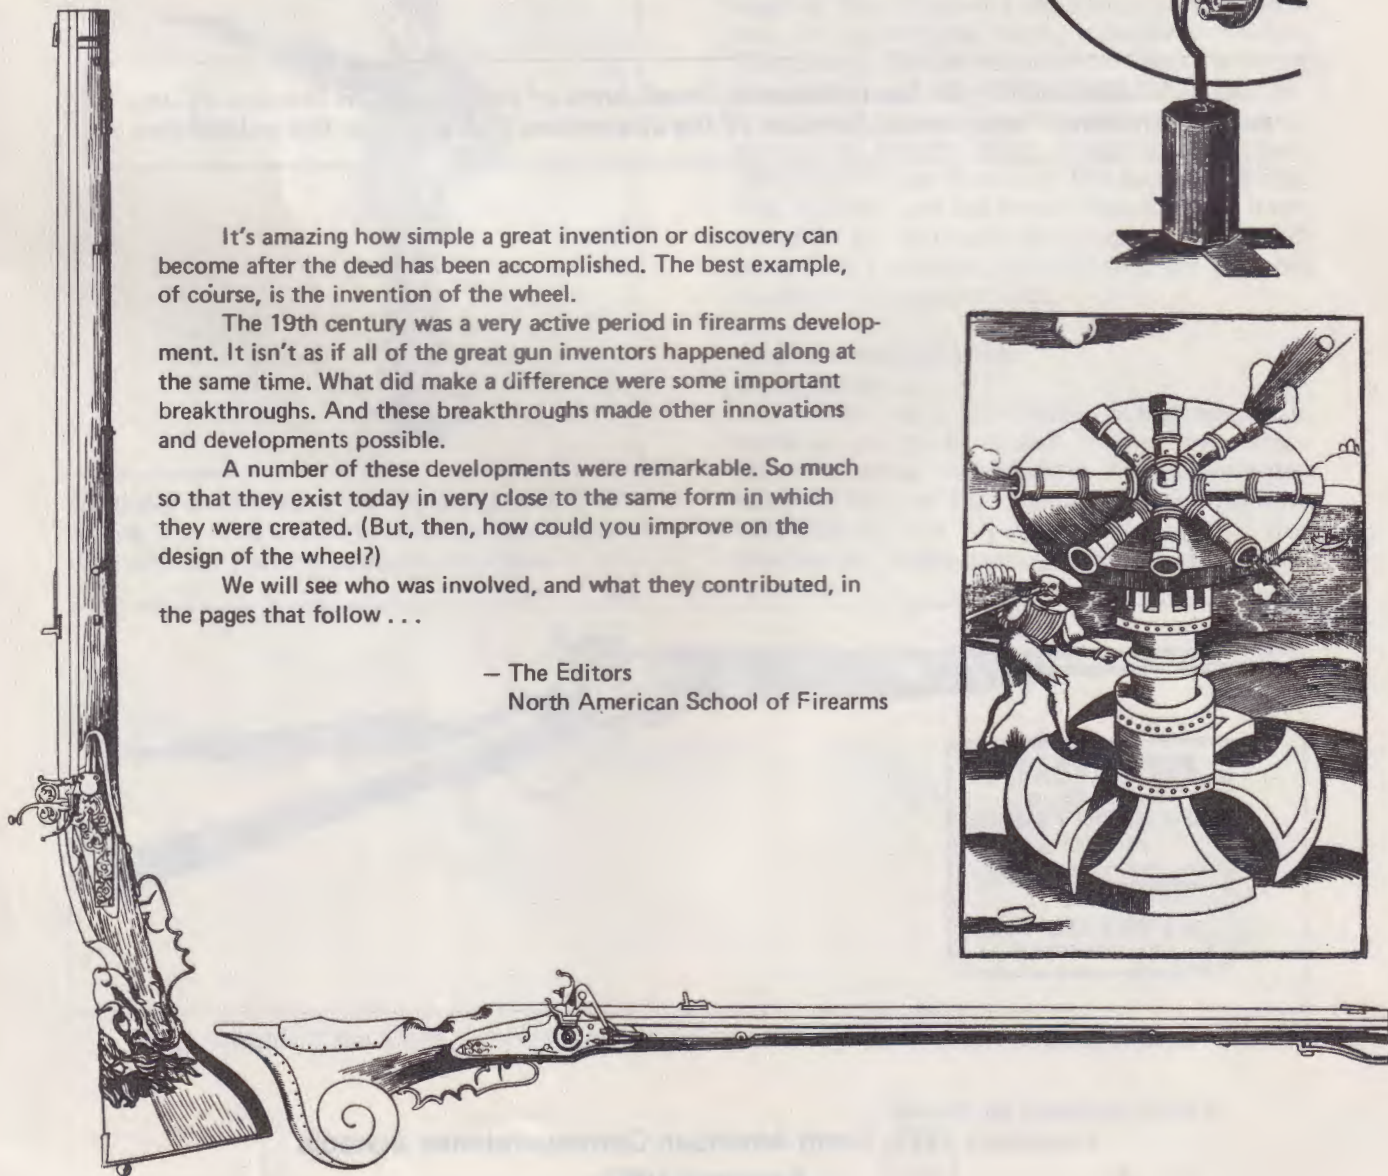 It's amazing how simple a great invention or discovery can
become after the deed has been accomplished. The best example,
of course, is the invention of the wheel.
The 19th century was a very active period in firearms develop-
ment. It isn't as if all of the great gun inventors happened along at
the same time. What did make a difference were some important
breakthroughs. And these breakthroughs made other innovations
and developments possible.
A number of these developments were remarkable. So much
so that they exist today in very close to the same form in which
they were created. (But, then, how could you improve on the
design of the wheel?)
We will see who was involved, and what they contributed, in
the pages that follow . . .
— The Editors
North American School of Firearms